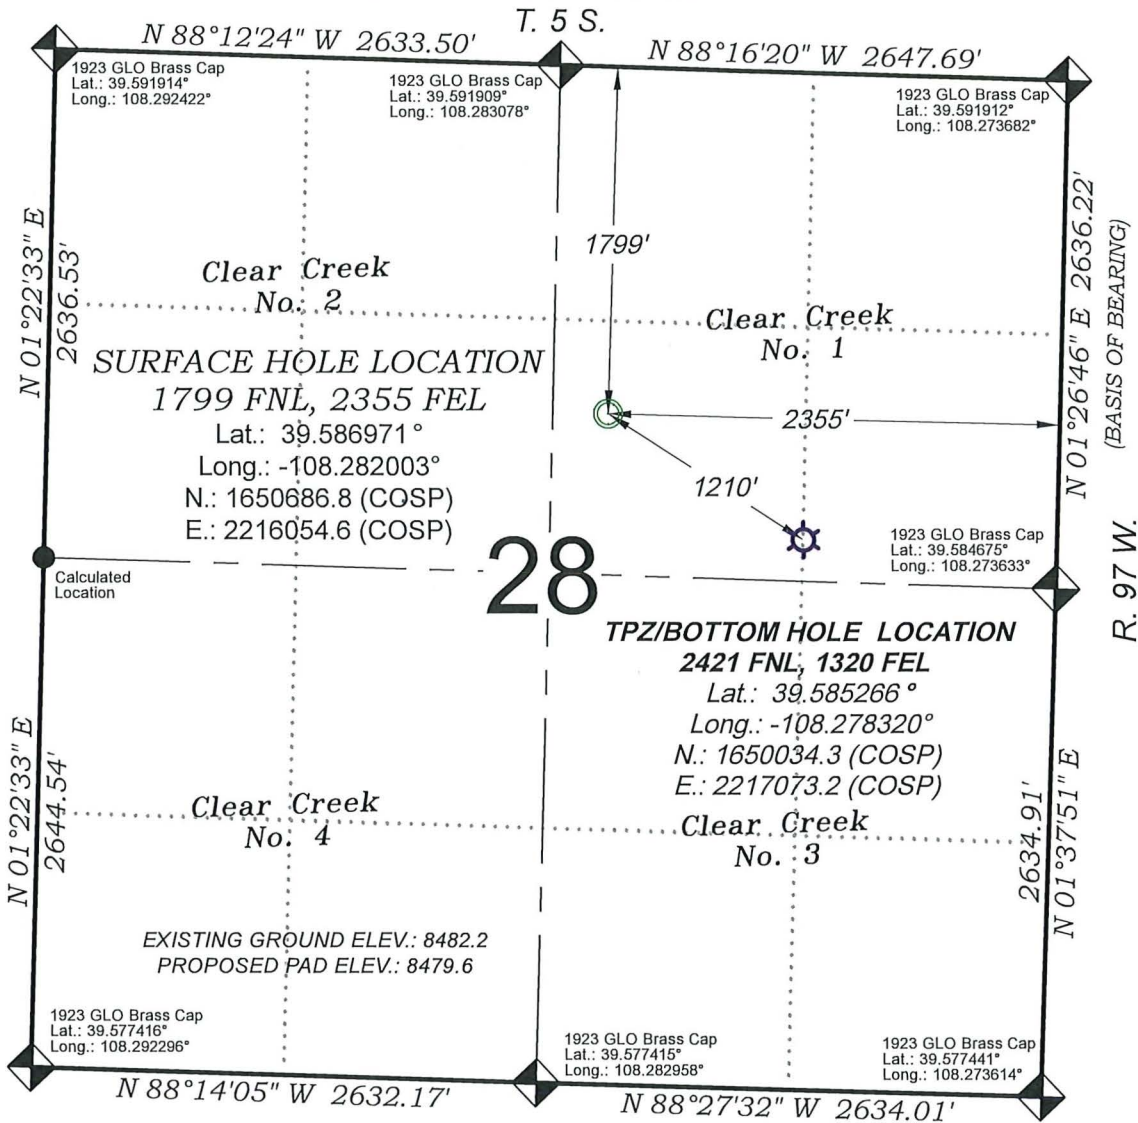 T. 5 S.
N 88°12'24" W 2633.50'
N 88°16'20" W 2647.69'
1923 GLO Brass Cap
Lat.: 39.591914°
Long.: 108.292422°
1923 GLO Brass Cap
Lat.: 39.591909°
Long.: 108.283078°
1923 GLO Brass Cap
Lat.: 39.591912°
Long.: 108.273682°
N 01°22'33" E
2636.53'
1799'
N 01°26'46" E 2636.22'
(BASIS OF BEARING)
Clear Creek
No. 2
Clear Creek
No. 1
SURFACE HOLE LOCATION
1799 FNL, 2355 FEL
Lat.: 39.586971°
Long.: -108.282003°
N.: 1650686.8 (COSP)
E.: 2216054.6 (COSP)
2355'
1210'
1923 GLO Brass Cap
Lat.: 39.584675°
Long.: 108.273633°
R. 97 W.
Calculated
Location
28
TPZ/BOTTOM HOLE LOCATION
2421 FNL, 1320 FEL
Lat.: 39.585266°
Long.: -108.278320°
N.: 1650034.3 (COSP)
E.: 2217073.2 (COSP)
N 01°22'33" E
2644.54'
Clear Creek
No. 4
Clear Creek
No. 3
2634.91'
N 01°37'51" E
EXISTING GROUND ELEV.: 8482.2
PROPOSED PAD ELEV.: 8479.6
1923 GLO Brass Cap
Lat.: 39.577416°
Long.: 108.292296°
1923 GLO Brass Cap
Lat.: 39.577415°
Long.: 108.282958°
1923 GLO Brass Cap
Lat.: 39.577441°
Long.: 108.273614°
N 88°14'05" W 2632.17'
N 88°27'32" W 2634.01'